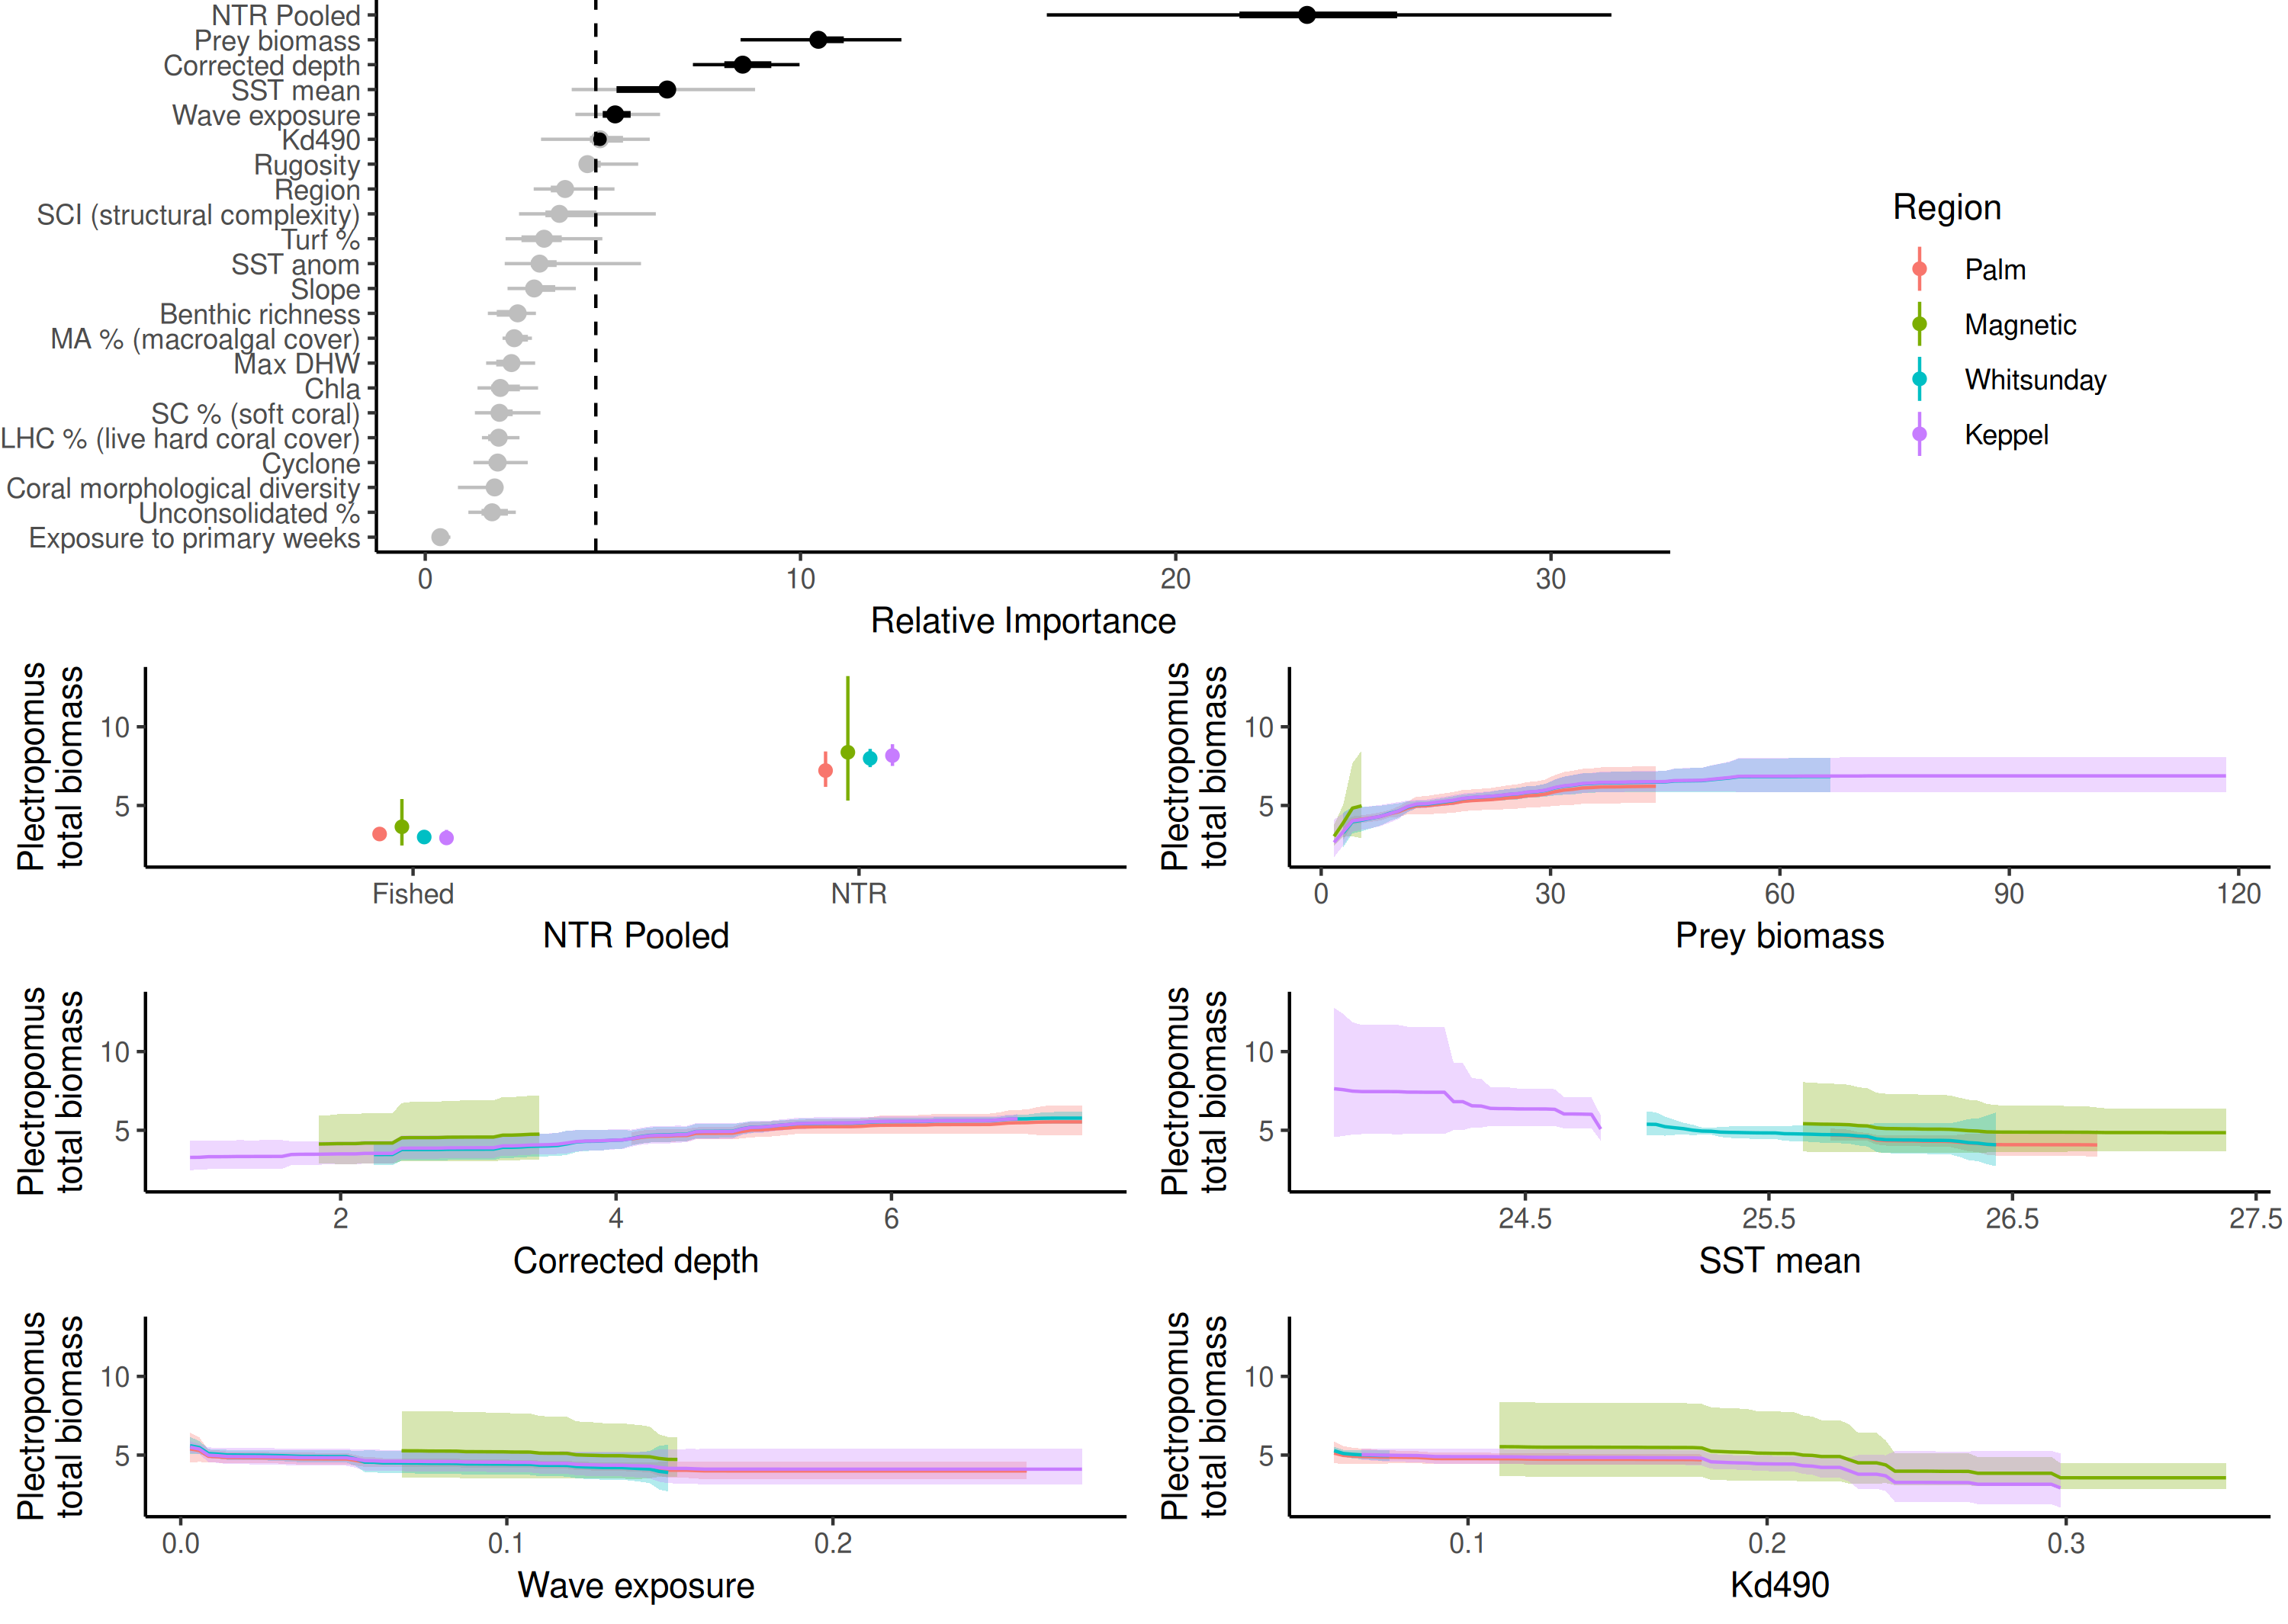 NTR Pooled
Prey biomass
Corrected depth
SST mean
Wave exposure
Kd490
Rugosity
Region
SCI (structural complexity)
Turf %
SST anom
Slope
Benthic richness
MA % (macroalgal cover)
Max DHW
Chla
SC % (soft coral)
LHC % (live hard coral cover)
Cyclone
Coral morphological diversity
Unconsolidated %
Exposure to primary weeks
0 10 20 30
Relative Importance
Region
Palm
Magnetic
Whitsunday
Keppel
Plectropomus
total biomass
10
5
Fished NTR
NTR Pooled
Plectropomus
total biomass
10
5
0 30 60 90 120
Prey biomass
Plectropomus
total biomass
10
5
2 4 6
Corrected depth
Plectropomus
total biomass
10
5
24.5 25.5 26.5 27.5
SST mean
Plectropomus
total biomass
10
5
0.0 0.1 0.2
Wave exposure
Plectropomus
total biomass
10
5
0.1 0.2 0.3
Kd490